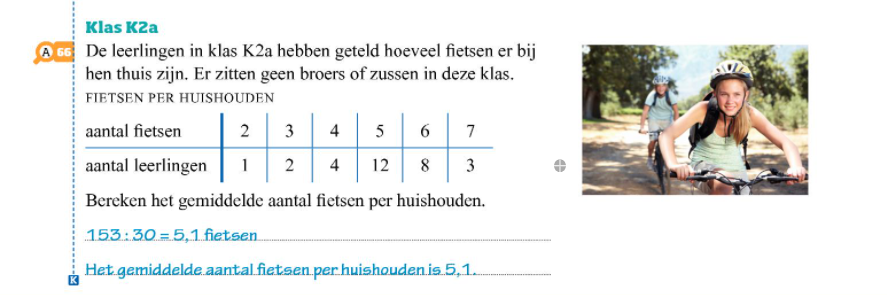 Klas K2a
A 66 De leerlingen in klas K2a hebben geteld hoeveel fietsen er bij
hen thuis zijn. Er zitten geen broers of zussen in deze klas.
FIETSEN PER HUISHOUDEN
aantal fietsen 2 3 4 5 6 7
aantal leerlingen 1 2 4 12 8 3
Bereken het gemiddelde aantal fietsen per huishouden.
153 : 30 = 5,1 fietsen
Het gemiddelde aantal fietsen per huishouden is 5,1.
K